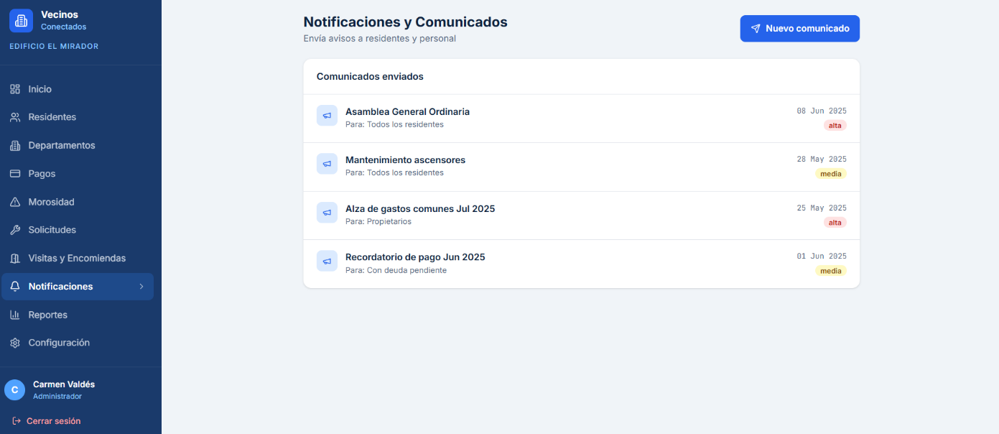 Vecinos
Conectados
EDIFICIO EL MIRADOR
Inicio
Residentes
Departamentos
Pagos
Morosidad
Solicitudes
Visitas y Encomiendas
Notificaciones
Reportes
Configuración
C
Carmen Valdés
Administrador
Cerrar sesión
Notificaciones y Comunicados
Envía avisos a residentes y personal
Nuevo comunicado
Comunicados enviados
Asamblea General Ordinaria
Para: Todos los residentes
08 Jun 2025
alta
Mantenimiento ascensores
Para: Todos los residentes
28 May 2025
media
Alza de gastos comunes Jul 2025
Para: Propietarios
25 May 2025
alta
Recordatorio de pago Jun 2025
Para: Con deuda pendiente
01 Jun 2025
media